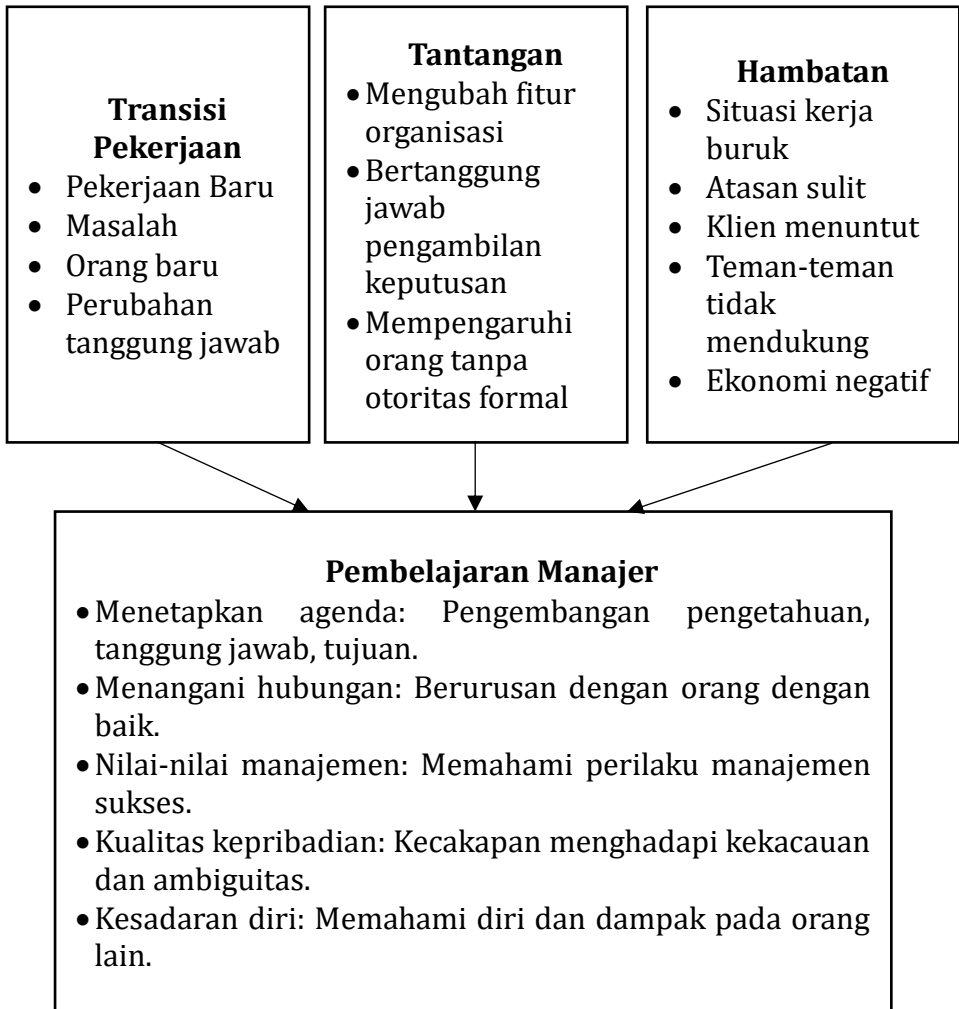 Transisi
Pekerjaan
• Pekerjaan Baru
• Masalah
• Orang baru
• Perubahan
tanggung jawab
Tantangan
• Mengubah fitur
organisasi
• Bertanggung
jawab
pengambilan
keputusan
• Mempengaruhi
orang tanpa
otoritas formal
Hambatan
• Situasi kerja
buruk
• Atasan sulit
• Klien menuntut
• Teman-teman
tidak
mendukung
• Ekonomi negatif
Pembelajaran Manajer
• Menetapkan agenda: Pengembangan pengetahuan,
tanggung jawab, tujuan.
• Menangani hubungan: Berurusan dengan orang dengan
baik.
• Nilai-nilai manajemen: Memahami perilaku manajemen
sukses.
• Kualitas kepribadian: Kecakapan menghadapi kekacauan
dan ambiguitas.
• Kesadaran diri: Memahami diri dan dampak pada orang
lain.